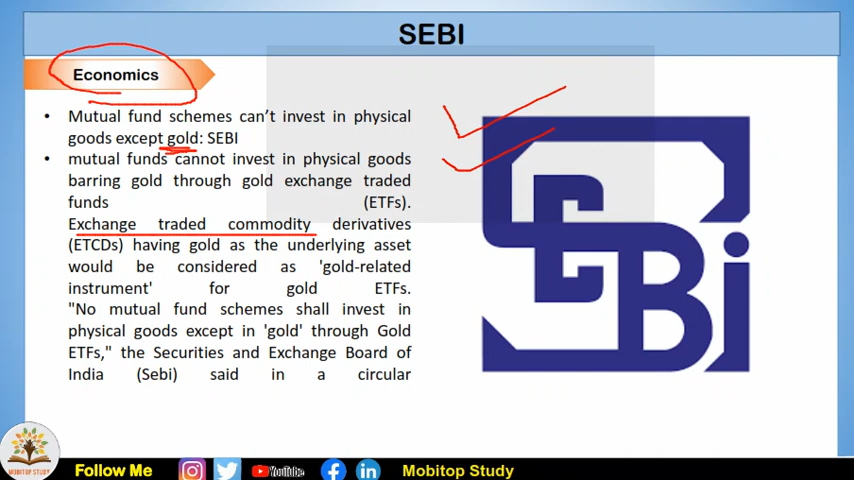 SEBI
Economics
• Mutual fund schemes can't invest in physical
goods except gold: SEBI
• mutual funds cannot invest in physical goods
barring gold through gold exchange traded
funds (ETFs).
Exchange traded commodity derivatives
(ETCDs) having gold as the underlying asset
would be considered as 'gold-related
instrument' for gold ETFs.
"No mutual fund schemes shall invest in
physical goods except in 'gold' through Gold
ETFs," the Securities and Exchange Board of
India (Sebi) said in a circular
SEBi
MOBITOP STUDY
Follow Me YouTube Mobitop Study